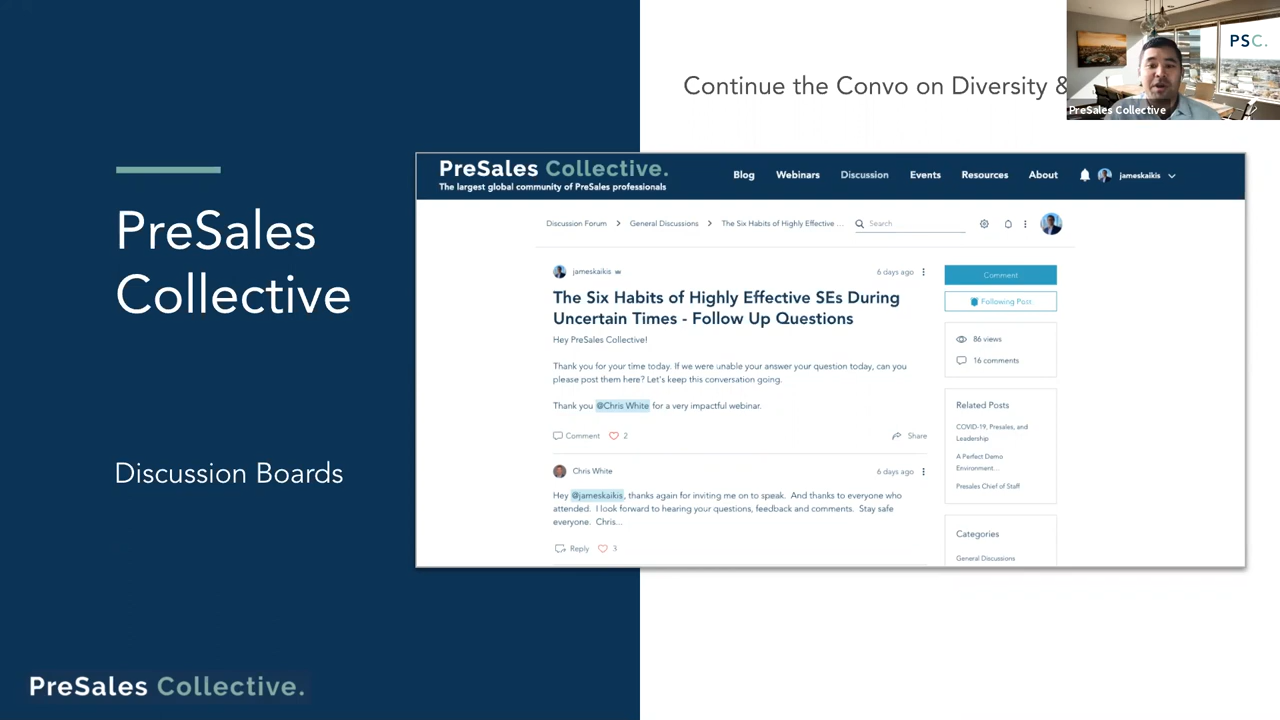 Continue the Convo on Diversity &
PSC.
PreSales Collective
PreSales
Collective
Discussion Boards
PreSales Collective.
The largest global community of PreSales professionals
Blog Webinars Discussion Events Resources About jameskaikis
Discussion Forum > General Discussions > The Six Habits of Highly Effective ... Search
jameskaikis 6 days ago
The Six Habits of Highly Effective SEs During
Uncertain Times - Follow Up Questions
Hey PreSales Collective!
Thank you for your time today. If we were unable your answer your question today, can you
please post them here? Let's keep this conversation going.
Thank you @Chris White for a very impactful webinar.
Comment 2 Share
Chris White 6 days ago
Hey @jameskaikis, thanks again for inviting me on to speak. And thanks to everyone who
attended. I look forward to hearing your questions, feedback and comments. Stay safe
everyone. Chris...
Reply 3
Comment
Following Post
86 views
16 comments
Related Posts
COVID-19, Presales, and
Leadership
A Perfect Demo
Environment...
Presales Chief of Staff
Categories
General Discussions
PreSales Collective.